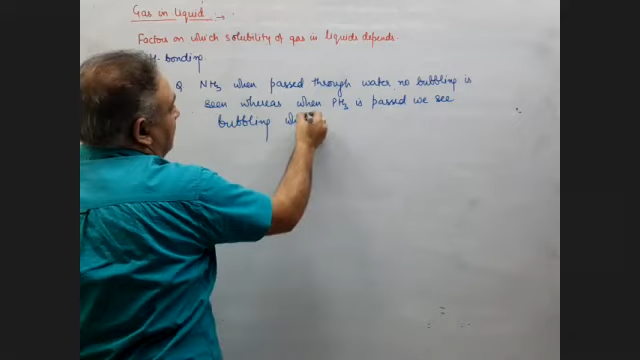 Gas in liquid :→
Factors on which solubility of gas in liquids depends.
H. bonding.
Q NH3 when passed through water no bubbling is
seen whereas when PH3 is passed we see
bubbling